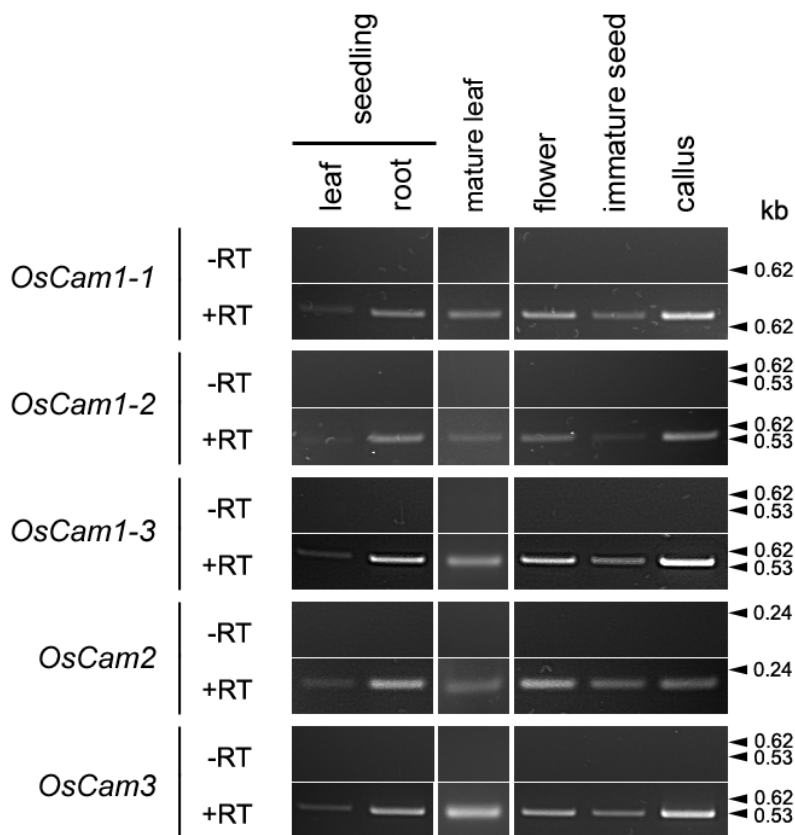 seedling
leaf
root
mature leaf
flower
immature seed
callus
kb
OsCam1-1
-RT
0.62
+RT
0.62
OsCam1-2
-RT
0.62
0.53
+RT
0.62
0.53
OsCam1-3
-RT
0.62
0.53
+RT
0.62
0.53
OsCam2
-RT
0.24
+RT
0.24
OsCam3
-RT
0.62
0.53
+RT
0.62
0.53